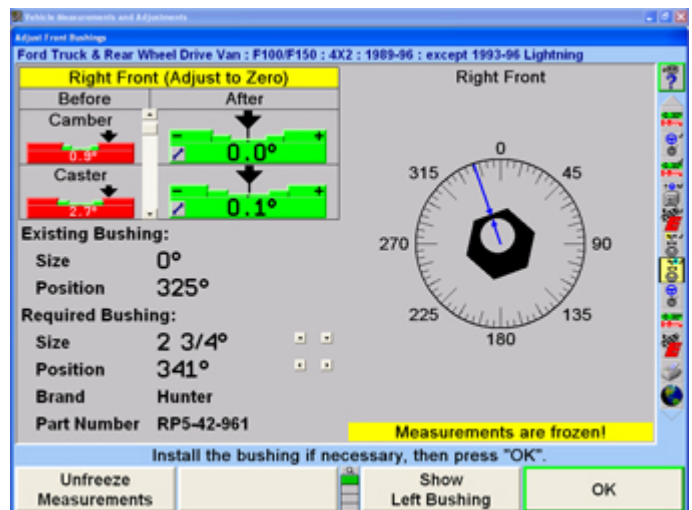 Vehicle Measurements and Adjustments
Adjust Front Bushings
Ford Truck & Rear Wheel Drive Van : F100/F150 : 4X2 : 1989-96 : except 1993-96 Lightning
Right Front (Adjust to Zero)
Before After
Camber
0.9° 0.0°
Caster
2.7° 0.1°
Existing Bushing:
Size 0°
Position 325°
Required Bushing:
Size 2 3/4°
Position 341°
Brand Hunter
Part Number RP5-42-961
Right Front
0
45
90
135
180
225
270
315
Measurements are frozen!
Install the bushing if necessary, then press "OK".
Unfreeze
Measurements
Show
Left Bushing
OK